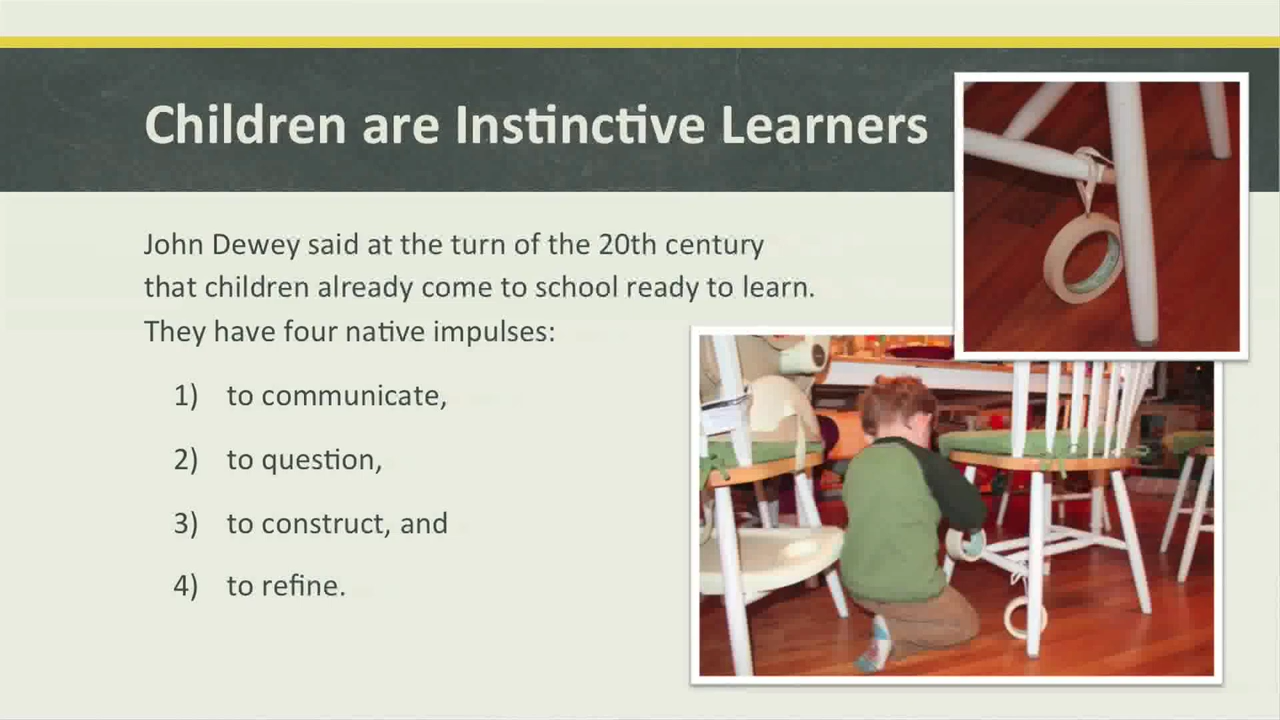 Children are Instinctive Learners
John Dewey said at the turn of the 20th century
that children already come to school ready to learn.
They have four native impulses:
1) to communicate,
2) to question,
3) to construct, and
4) to refine.